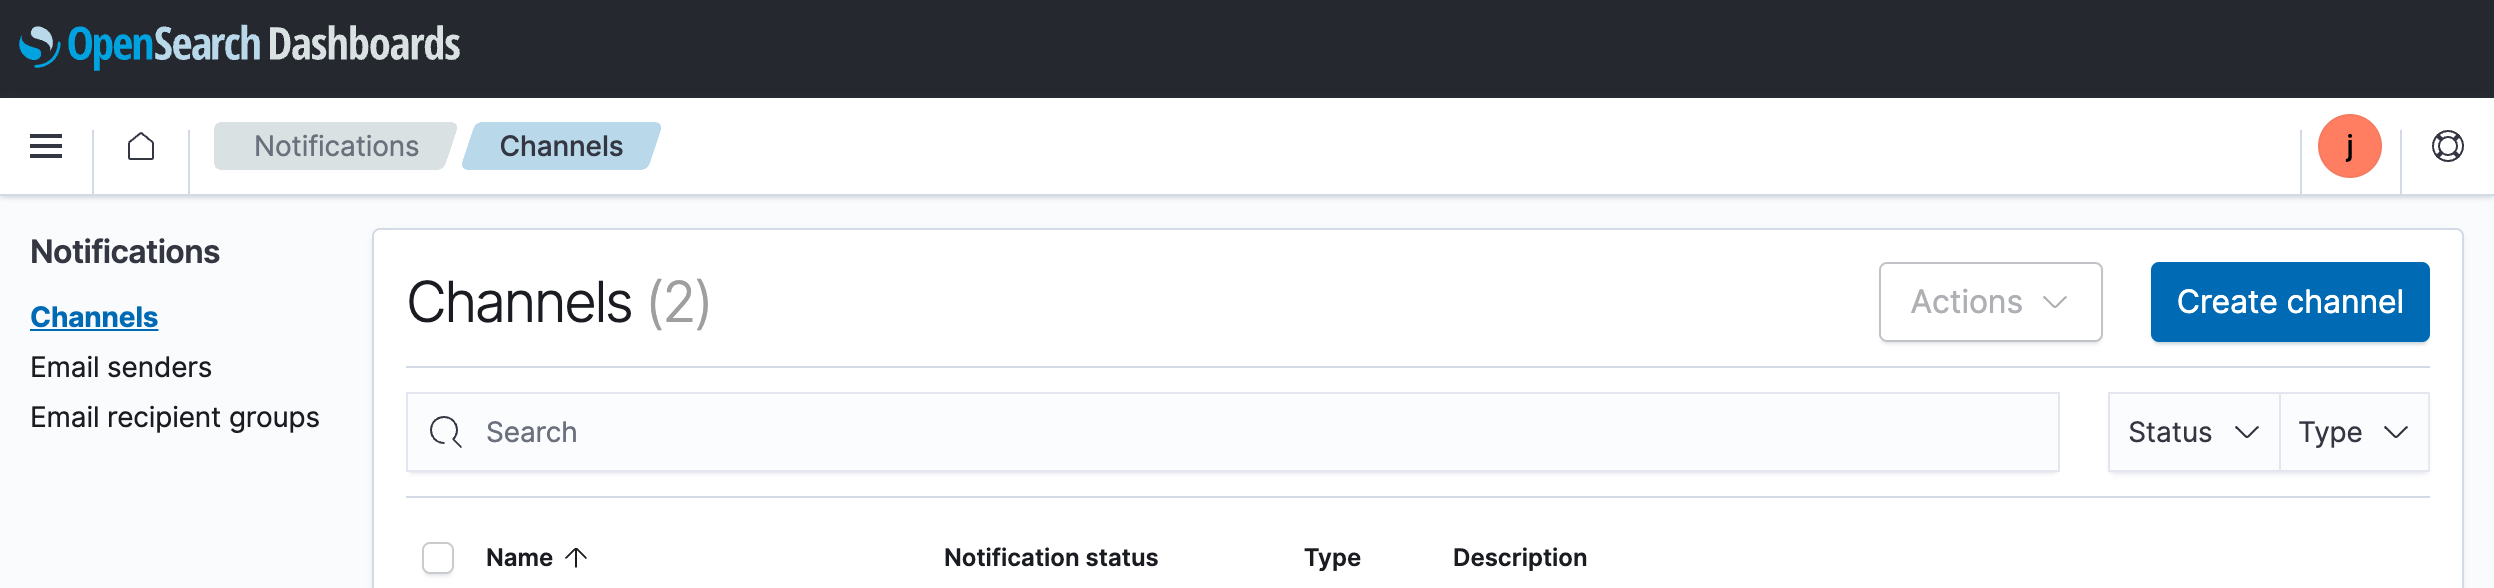 OpenSearch Dashboards
Notifications
Channels
j
Notifications
Channels
Email senders
Email recipient groups
Channels (2)
Actions
Create channel
Search
Status
Type
Name
Notification status
Type
Description